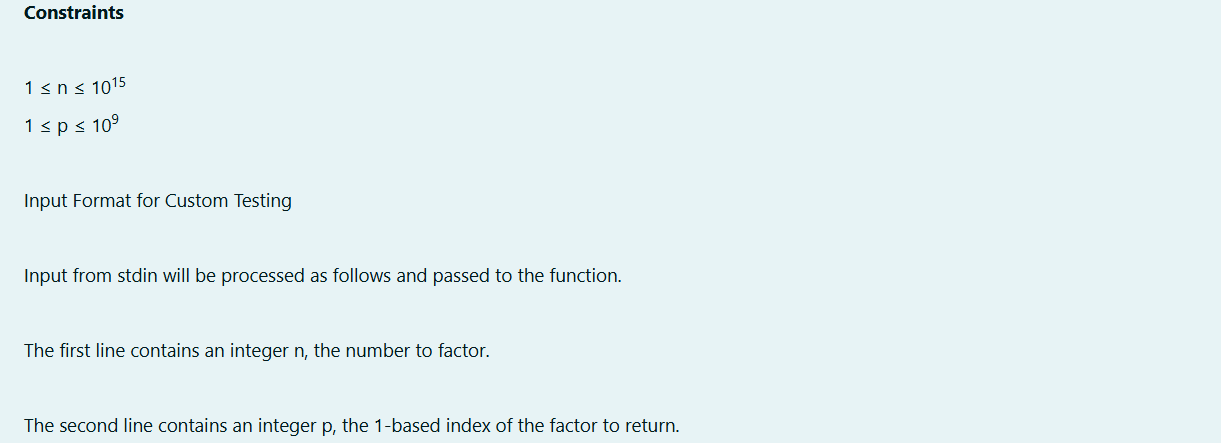 Constraints
1 ≤ n ≤ 10¹⁵
1 ≤ p ≤ 10⁹
Input Format for Custom Testing
Input from stdin will be processed as follows and passed to the function.
The first line contains an integer n, the number to factor.
The second line contains an integer p, the 1-based index of the factor to return.